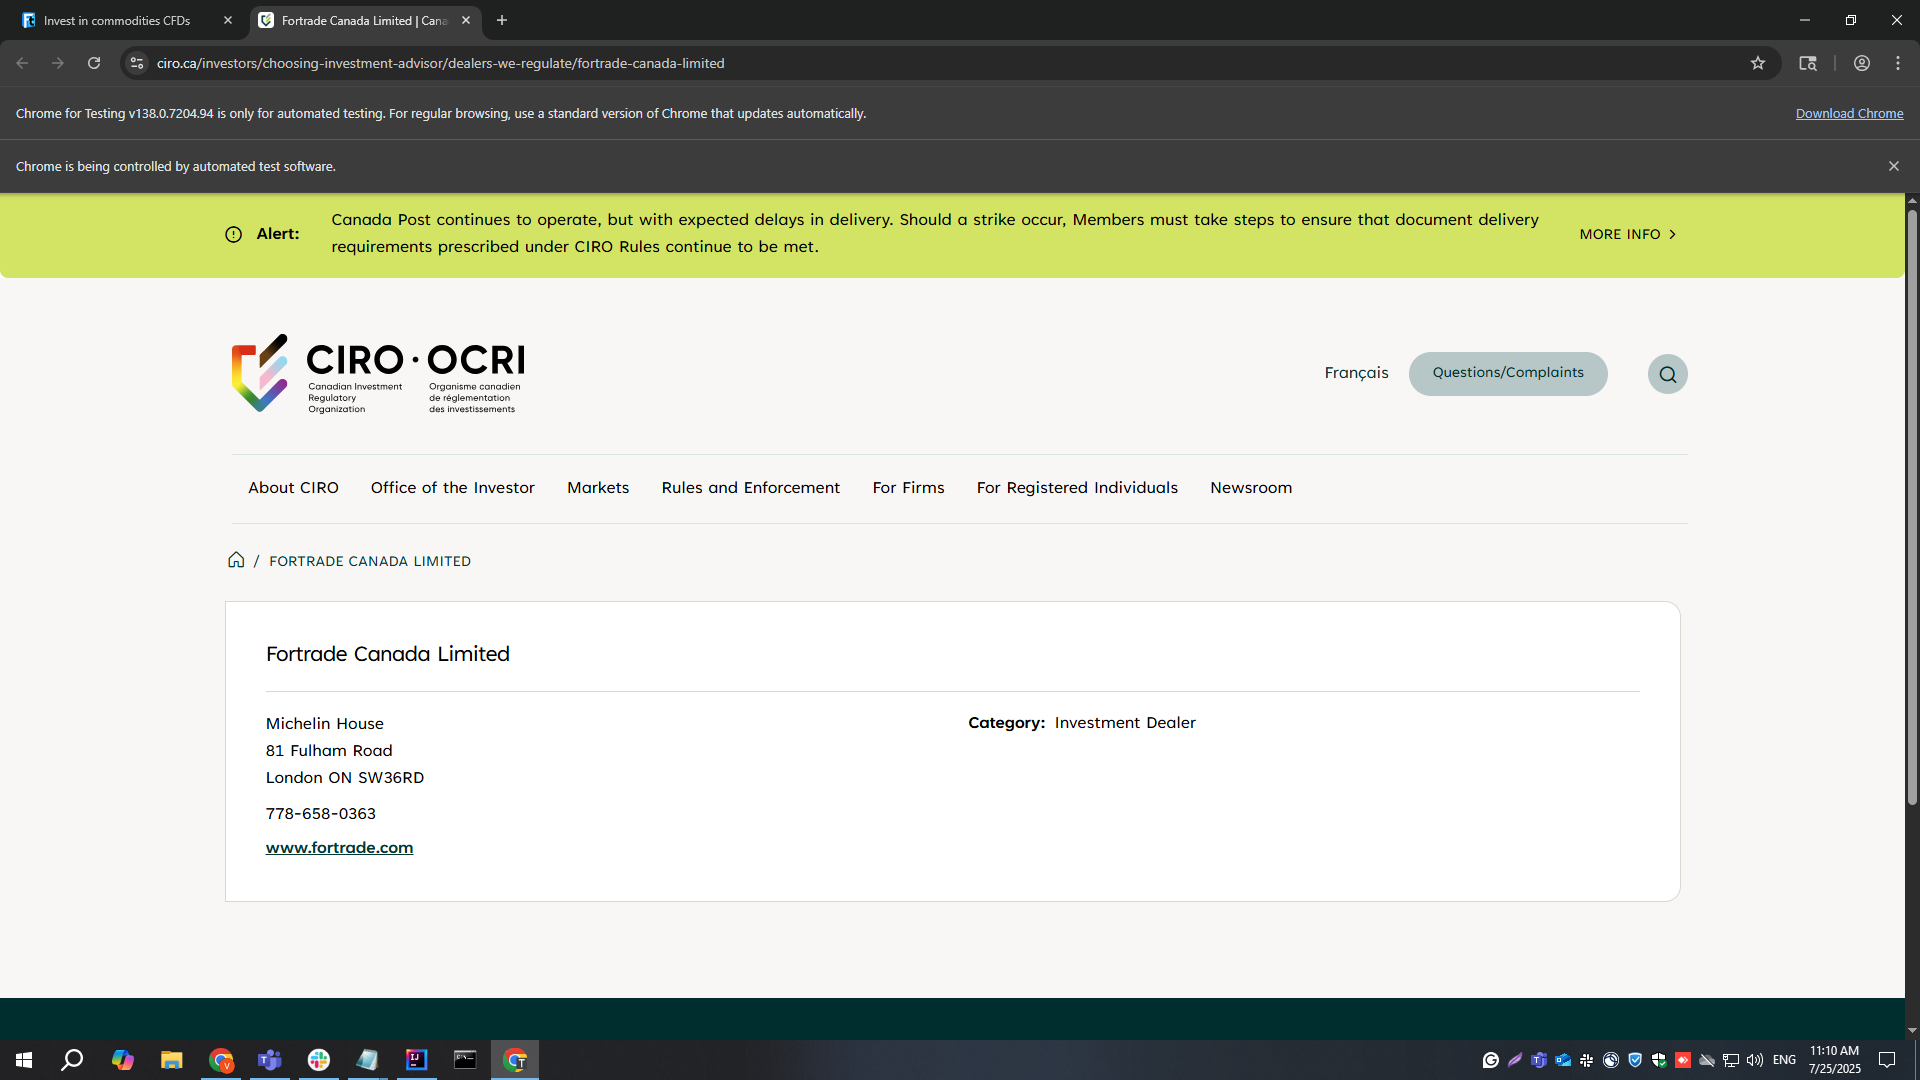 Invest in commodities CFDs
Fortrade Canada Limited | Cana
ciro.ca/investors/choosing-investment-advisor/dealers-we-regulate/fortrade-canada-limited
Chrome for Testing v138.0.7204.94 is only for automated testing. For regular browsing, use a standard version of Chrome that updates automatically.
Download Chrome
Chrome is being controlled by automated test software.
Alert:
Canada Post continues to operate, but with expected delays in delivery. Should a strike occur, Members must take steps to ensure that document delivery
requirements prescribed under CIRO Rules continue to be met.
MORE INFO
CIRO · OCRI
Canadian Investment
Regulatory
Organization
Organisme canadien
de réglementation
des investissements
Français
Questions/Complaints
About CIRO
Office of the Investor
Markets
Rules and Enforcement
For Firms
For Registered Individuals
Newsroom
/ FORTRADE CANADA LIMITED
Fortrade Canada Limited
Michelin House
81 Fulham Road
London ON SW36RD
778-658-0363
www.fortrade.com
Category: Investment Dealer
ENG
11:10 AM
7/25/2025